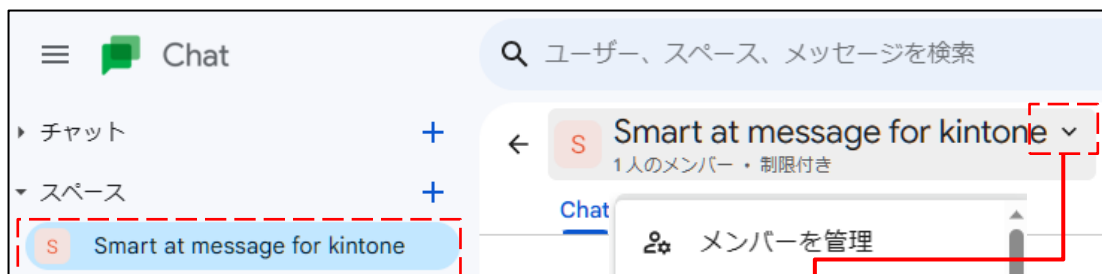 Chat
ユーザー、スペース、メッセージを検索
チャット
スペース
S Smart at message for kintone
S
Smart at message for kintone
1人のメンバー・制限付き
Chat
メンバーを管理